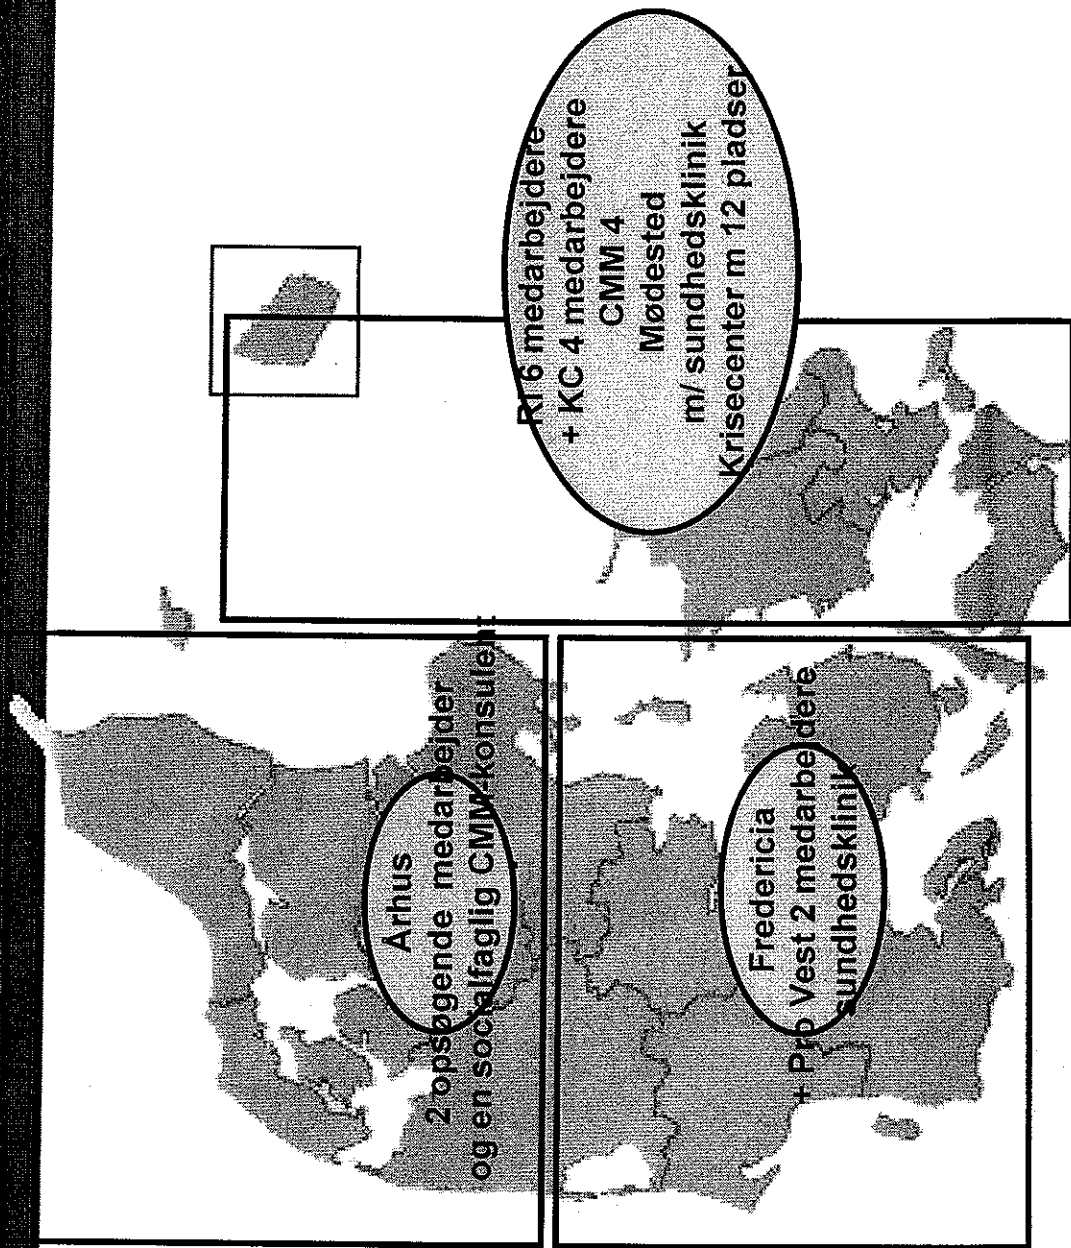 Århus
2 opsøgende medarbejder
og en socialfaglig CMM-konsulent
Fredericia
+ Pro Vest 2 medarbejdere
sundhedsklinik
RI 6 medarbejdere
+ KC 4 medarbejdere
CMM 4
Mødested
m/ sundhedsklinik
Krisecenter m 12 pladser